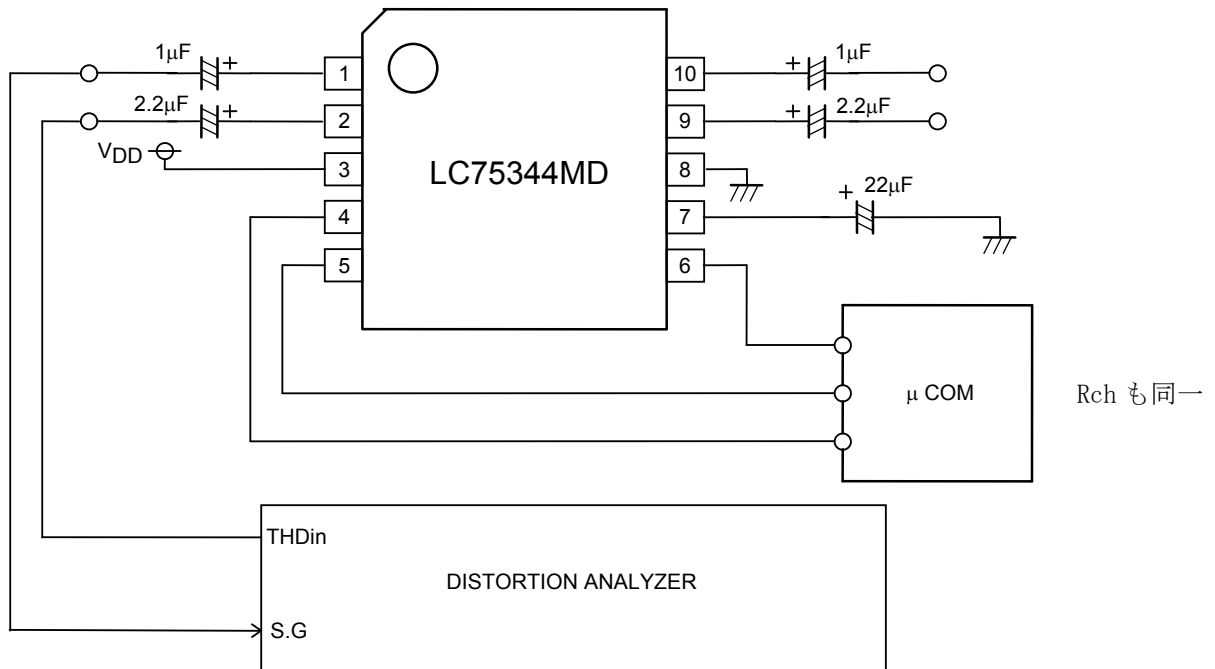 1μF
1
10
1μF
2.2μF
2
9
2.2μF
VDD
3
LC75344MD
8
4
7
22μF
5
6
μ COM
Rch も同一
THDin
DISTORTION ANALYZER
S.G